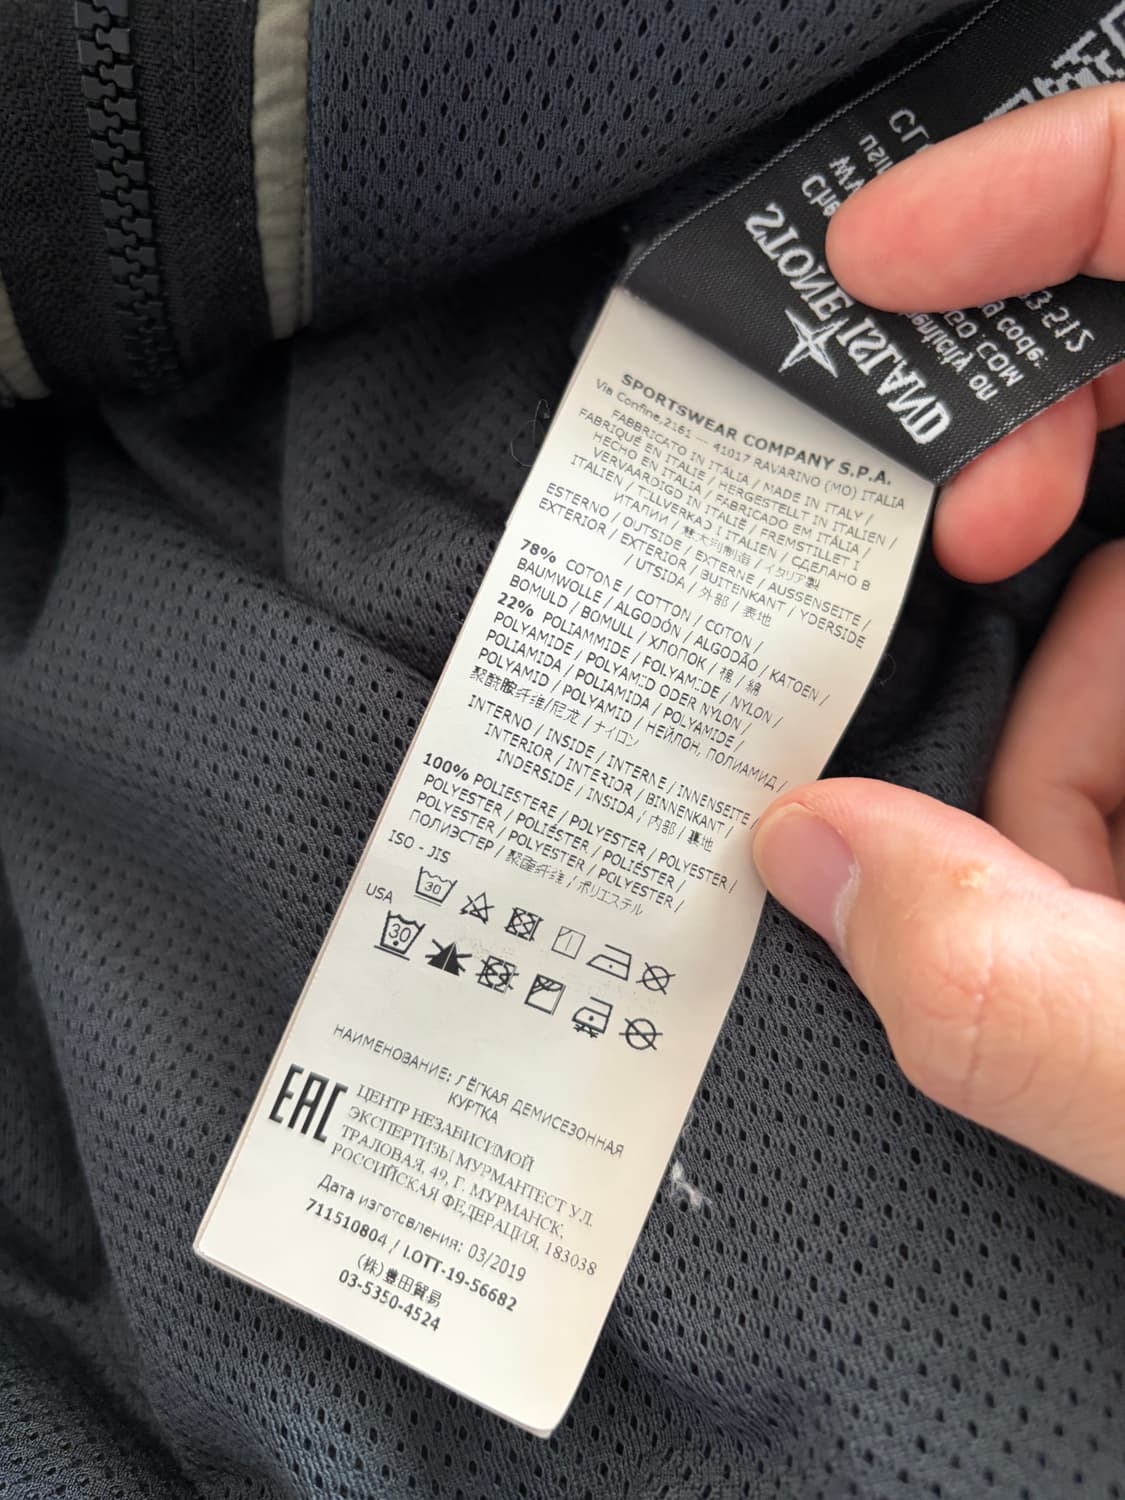 STONE ISLAND
SPORTSWEAR COMPANY S.P.A.
Via Confine,2161 — 41017 RAVARINO (MO) ITALIA
FABBRICATO IN ITALIA / MADE IN ITALY /
FABRIQUÉ EN ITALIE / HERGESTELLT IN ITALIEN /
HECHO EN ITALIA / FABRICADO EM ITÁLIA /
VERVAARDIGD IN ITALIË / FREMSTILLET I
ITALIEN / TILLVERKAD I ITALIEN / СДЕЛАНО В
ИТАЛИИ / 意大利制造 / イタリア製
ESTERNO / OUTSIDE / EXTERNE / AUSSENSEITE /
EXTERIOR / EXTERIOR / BUITENKANT / YDERSIDE
/ UTSIDA / 外部 / 表地
78% COTONE / COTTON / COTON /
BAUMWOLLE / ALGODÓN / ALGODÃO / KATOEN /
BOMULD / BOMULL / ХЛОПОК / 棉 / 綿
22% POLIAMMIDE / POLYAMIDE / NYLON /
POLYAMIDE / POLYAMID ODER NYLON /
POLIAMIDA / POLIAMIDA / POLYAMIDE /
POLYAMID / POLYAMID / НЕЙЛОН, ПОЛИАМИД /
聚酰胺纤维/尼龙 / ナイロン
INTERNO / INSIDE / INTERNE / INNENSEITE /
INTERIOR / INTERIOR / BINNENKANT /
INDERSIDE / INSIDA / 内部 / 裏地
100% POLIESTERE / POLYESTER / POLYESTER /
POLYESTER / POLIÉSTER / POLIÉSTER /
POLYESTER / POLYESTER / POLYESTER /
ПОЛИЭСТЕР / 聚酯纤维 / ポリエステル
ISO - JIS
30
USA
30
НАИМЕНОВАНИЕ: ЛЁГКАЯ ДЕМИСЕЗОННАЯ
КУРТКА
EAC
ЦЕНТР НЕЗАВИСИМОЙ
ЭКСПЕРТИЗЫ МУРМАНТЕСТ УЛ.
ТРАЛОВАЯ, 49, Г. МУРМАНСК,
РОССИЙСКАЯ ФЕДЕРАЦИЯ, 183038
Дата изготовления: 03/2019
711510804 / LOTT-19-56682
(株)豊田貿易
03-5350-4524